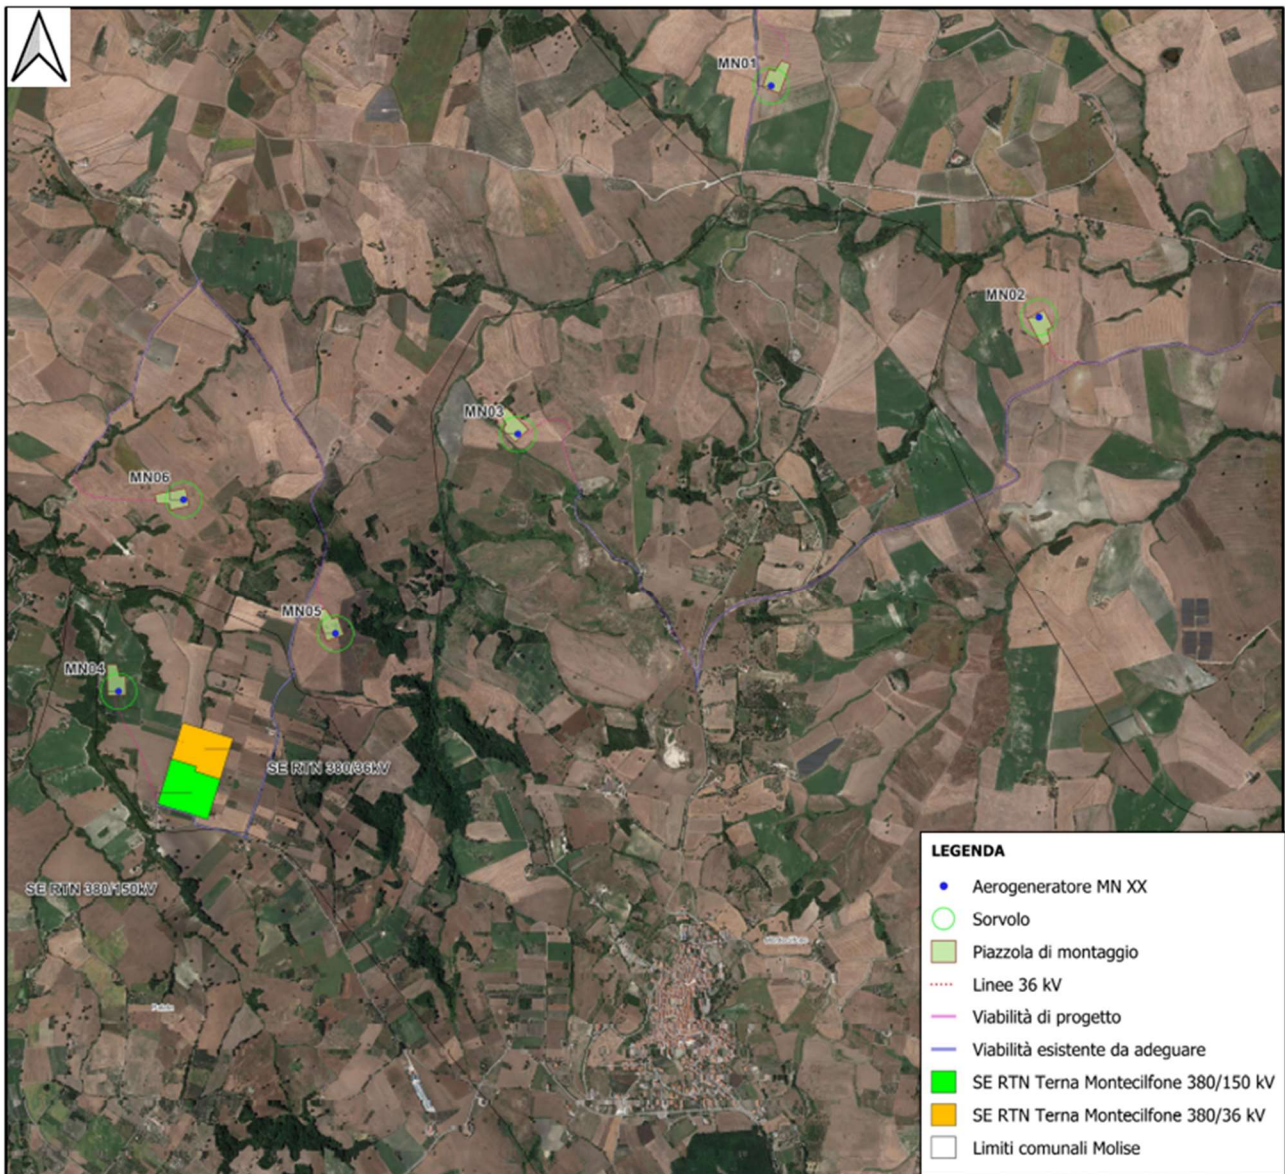 MN01
MN02
MN03
MN06
MN05
MN04
SE RTN 380/36kV
SE RTN 380/150kV
Montecilfone
Palata
LEGENDA
Aerogeneratore MN XX
Sorvolo
Piazzola di montaggio
Linee 36 kV
Viabilità di progetto
Viabilità esistente da adeguare
SE RTN Terna Montecilfone 380/150 kV
SE RTN Terna Montecilfone 380/36 kV
Limiti comunali Molise